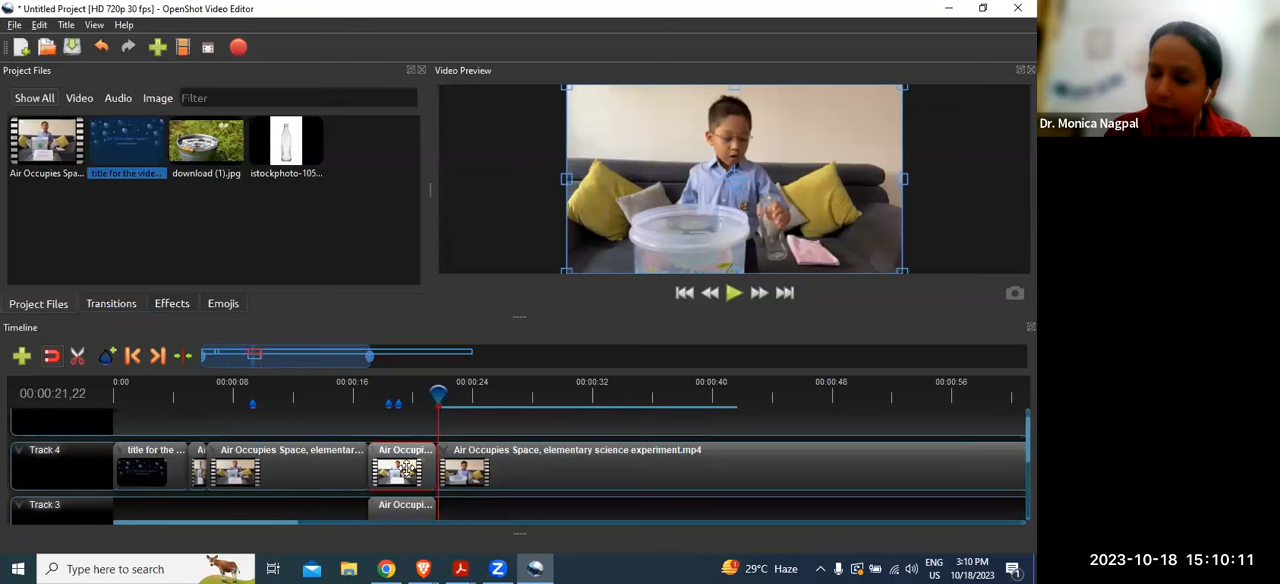 * Untitled Project [HD 720p 30 fps] - OpenShot Video Editor
File Edit Title View Help
Project Files
Video Preview
Show All Video Audio Image Filter
Air Occupies Spa... title for the vide... download (1).jpg istockphoto-105...
Dr. Monica Nagpal
Project Files Transitions Effects Emojis
Timeline
00:00:21,22
0.00 00:00:08 00:00:16 00:00:24 00:00:32 00:00:40 00:00:48 00:00:56
Track 4 title for the ... Ai Air Occupies Space, elementar... Air Occupi... Air Occupies Space, elementary science experiment.mp4
Track 3 Air Occupi...
Type here to search
29°C Haze
ENG
US
3:10 PM
10/18/2023
1
2023-10-18 15:10:11